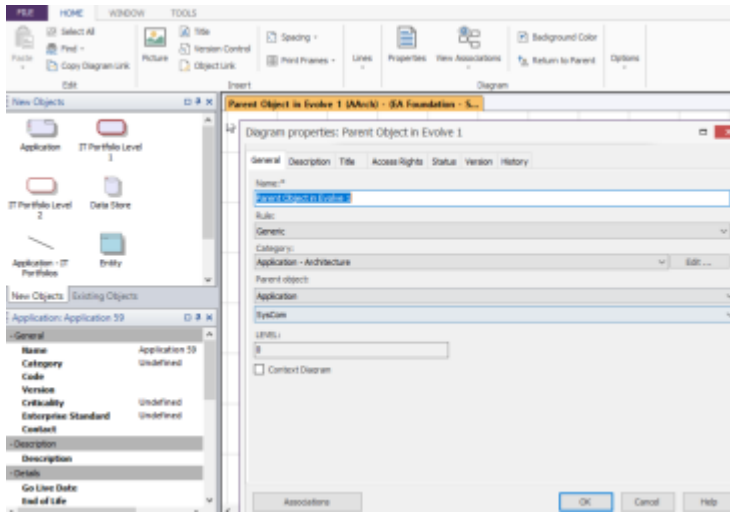 FILE HOME WINDOW TOOLS
Paste
Select All
Find
Copy Diagram Link
Edit
Picture
Title
Version Control
Object Link
Insert
Spacing
Print Frames
Lines
Properties
View Associations
Background Color
Return to Parent
Diagram
Options
New Objects
Application
IT Portfolio Level 1
IT Portfolio Level 2
Data Store
Application - IT Portfolios
Entity
New Objects Existing Objects
Application: Application 59
General
Name Application 59
Category Undefined
Code
Version
Criticality Undefined
Enterprise Standard Undefined
Contact
Description
Description
Details
Go Live Date
End of Life
Parent Object in Evolve 1 (AArch) - (EA Foundation - S...
Diagram properties: Parent Object in Evolve 1
General Description Title Access Rights Status Version History
Name:*
Parent Object in Evolve 1
Rule:
Generic
Category:
Application - Architecture
Edit ...
Parent object:
Application
SysCom
LEVEL:
0
Context Diagram
Associations OK Cancel Help